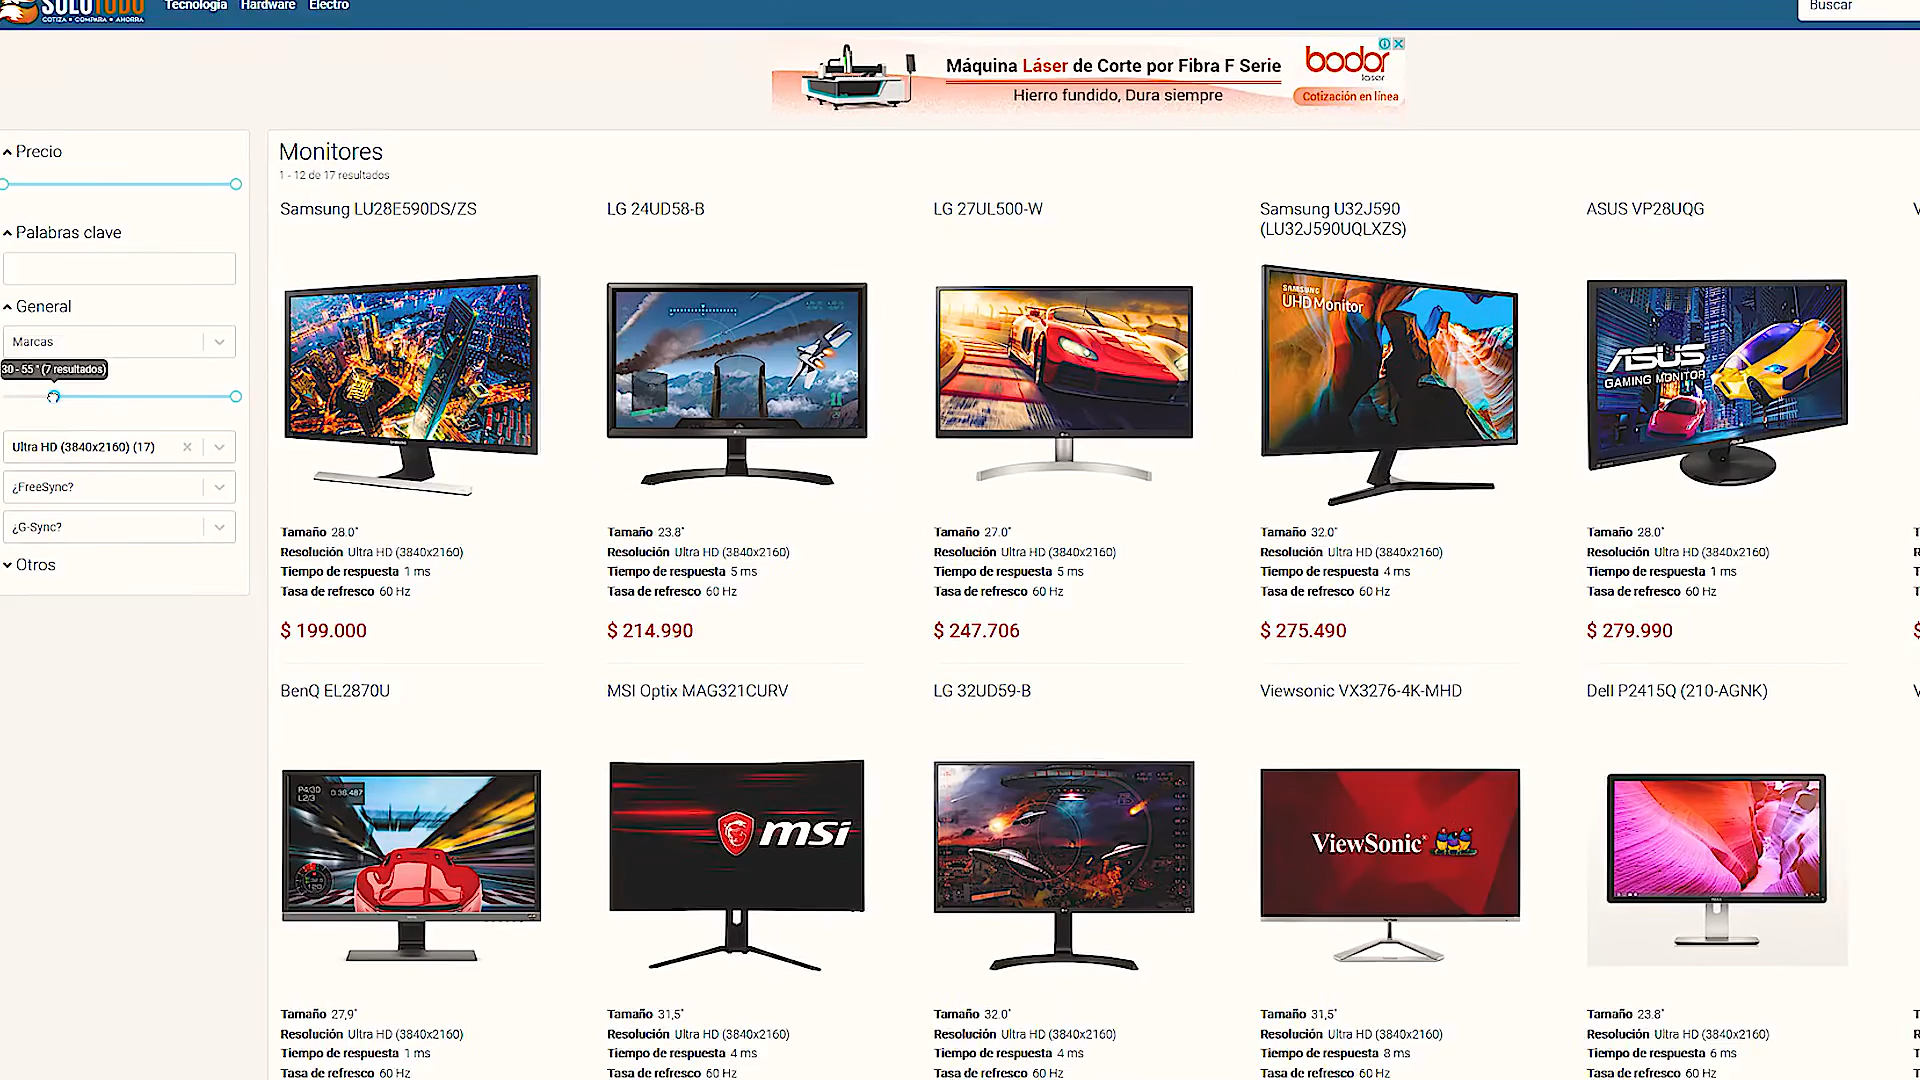 SOLOTODO
COTIZA • COMPARA • AHORRA
Tecnología Hardware Electro
Buscar
Máquina Láser de Corte por Fibra F Serie
Hierro fundido, Dura siempre
bodor
laser
Cotización en línea
Precio
Palabras clave
General
Marcas
30 - 55 " (7 resultados)
Ultra HD (3840x2160) (17)
¿FreeSync?
¿G-Sync?
Otros
Monitores
1 - 12 de 17 resultados
Samsung LU28E590DS/ZS
Tamaño 28.0"
Resolución Ultra HD (3840x2160)
Tiempo de respuesta 1 ms
Tasa de refresco 60 Hz
$ 199.000
LG 24UD58-B
Tamaño 23.8"
Resolución Ultra HD (3840x2160)
Tiempo de respuesta 5 ms
Tasa de refresco 60 Hz
$ 214.990
LG 27UL500-W
Tamaño 27.0"
Resolución Ultra HD (3840x2160)
Tiempo de respuesta 5 ms
Tasa de refresco 60 Hz
$ 247.706
Samsung U32J590
(LU32J590UQLXZS)
SAMSUNG
UHD Monitor
Tamaño 32.0"
Resolución Ultra HD (3840x2160)
Tiempo de respuesta 4 ms
Tasa de refresco 60 Hz
$ 275.490
ASUS VP28UQG
ASUS
GAMING MONITOR
Tamaño 28.0"
Resolución Ultra HD (3840x2160)
Tiempo de respuesta 1 ms
Tasa de refresco 60 Hz
$ 279.990
BenQ EL2870U
P4/30
L2/3
0:38.487
Tamaño 27,9"
Resolución Ultra HD (3840x2160)
Tiempo de respuesta 1 ms
Tasa de refresco 60 Hz
MSI Optix MAG321CURV
msi
Tamaño 31,5"
Resolución Ultra HD (3840x2160)
Tiempo de respuesta 4 ms
Tasa de refresco 60 Hz
LG 32UD59-B
Tamaño 32.0"
Resolución Ultra HD (3840x2160)
Tiempo de respuesta 4 ms
Tasa de refresco 60 Hz
Viewsonic VX3276-4K-MHD
ViewSonic
Tamaño 31,5"
Resolución Ultra HD (3840x2160)
Tiempo de respuesta 8 ms
Tasa de refresco 60 Hz
Dell P2415Q (210-AGNK)
Tamaño 23.8"
Resolución Ultra HD (3840x2160)
Tiempo de respuesta 6 ms
Tasa de refresco 60 Hz